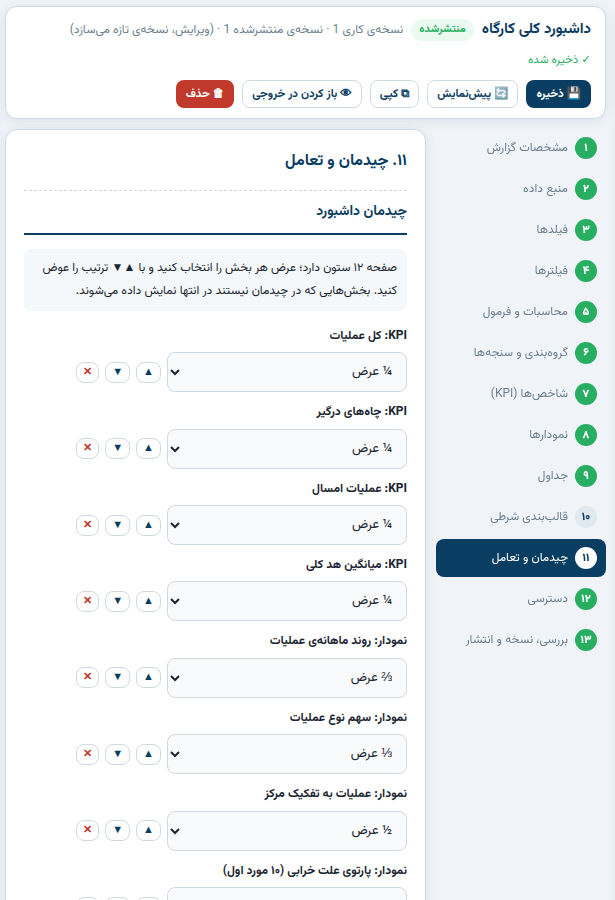 داشبورد کلی کارگاه منتشرشده نسخه‌ی کاری 1 · نسخه‌ی منتشرشده 1 · (ویرایش، نسخه‌ی تازه می‌سازد)
✓ ذخیره شده
💾 ذخیره 🔄 پیش‌نمایش ⧉ کپی 👁 باز کردن در خروجی 🗑 حذف
۱ مشخصات گزارش
۲ منبع داده
۳ فیلدها
۴ فیلترها
۵ محاسبات و فرمول
۶ گروه‌بندی و سنجه‌ها
۷ شاخص‌ها (KPI)
۸ نمودارها
۹ جداول
۱۰ قالب‌بندی شرطی
۱۱ چیدمان و تعامل
۱۲ دسترسی
۱۳ بررسی، نسخه و انتشار
۱۱. چیدمان و تعامل
چیدمان داشبورد
صفحه ۱۲ ستون دارد؛ عرض هر بخش را انتخاب کنید و با ▲▼ ترتیب را عوض
کنید. بخش‌هایی که در چیدمان نیستند در انتها نمایش داده می‌شوند.
KPI: کل عملیات
¼ عرض ▲ ▼ ✕
KPI: چاه‌های درگیر
¼ عرض ▲ ▼ ✕
KPI: عملیات امسال
¼ عرض ▲ ▼ ✕
KPI: میانگین هد کلی
¼ عرض ▲ ▼ ✕
نمودار: روند ماهانه‌ی عملیات
⅔ عرض ▲ ▼ ✕
نمودار: سهم نوع عملیات
⅓ عرض ▲ ▼ ✕
نمودار: عملیات به تفکیک مرکز
½ عرض ▲ ▼ ✕
نمودار: پارتوی علت خرابی (۱۰ مورد اول)